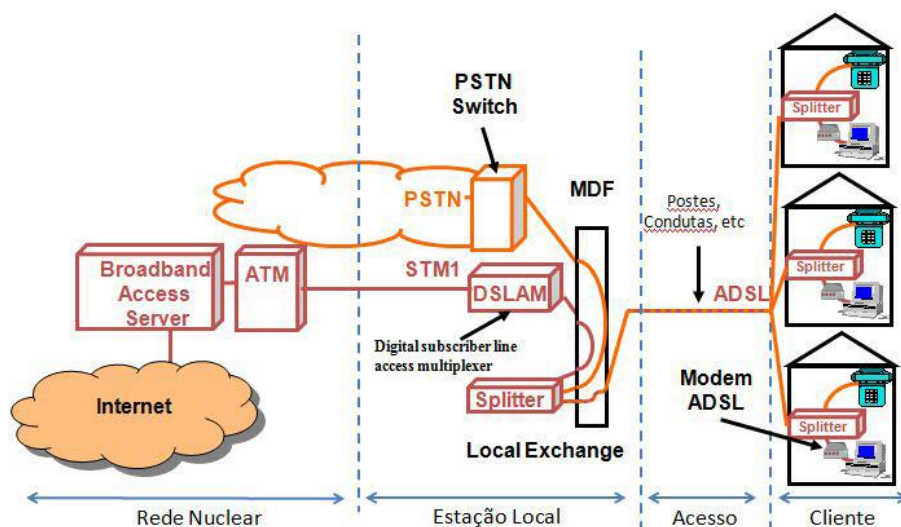 PSTN
Switch
Splitter
MDF
PSTN
Postes,
Condutas, etc
Broadband
Access
Server
ATM
STM1
DSLAM
ADSL
Splitter
Digital subscriber line
access multiplexer
Internet
Splitter
Modem
ADSL
Splitter
Local Exchange
Rede Nuclear
Estação Local
Acesso
Cliente